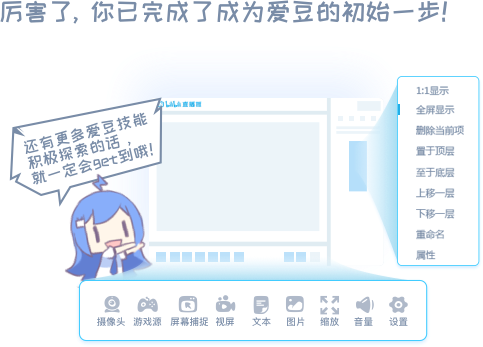 厉害了, 你已完成了成为爱豆的初始一步!
还有更多爱豆技能
积极探索的话，
就一定会get到哦!
1:1显示
全屏显示
删除当前项
置于顶层
至于底层
上移一层
下移一层
重命名
属性
摄像头 游戏源 屏幕捕捉 视屏 文本 图片 缩放 音量 设置